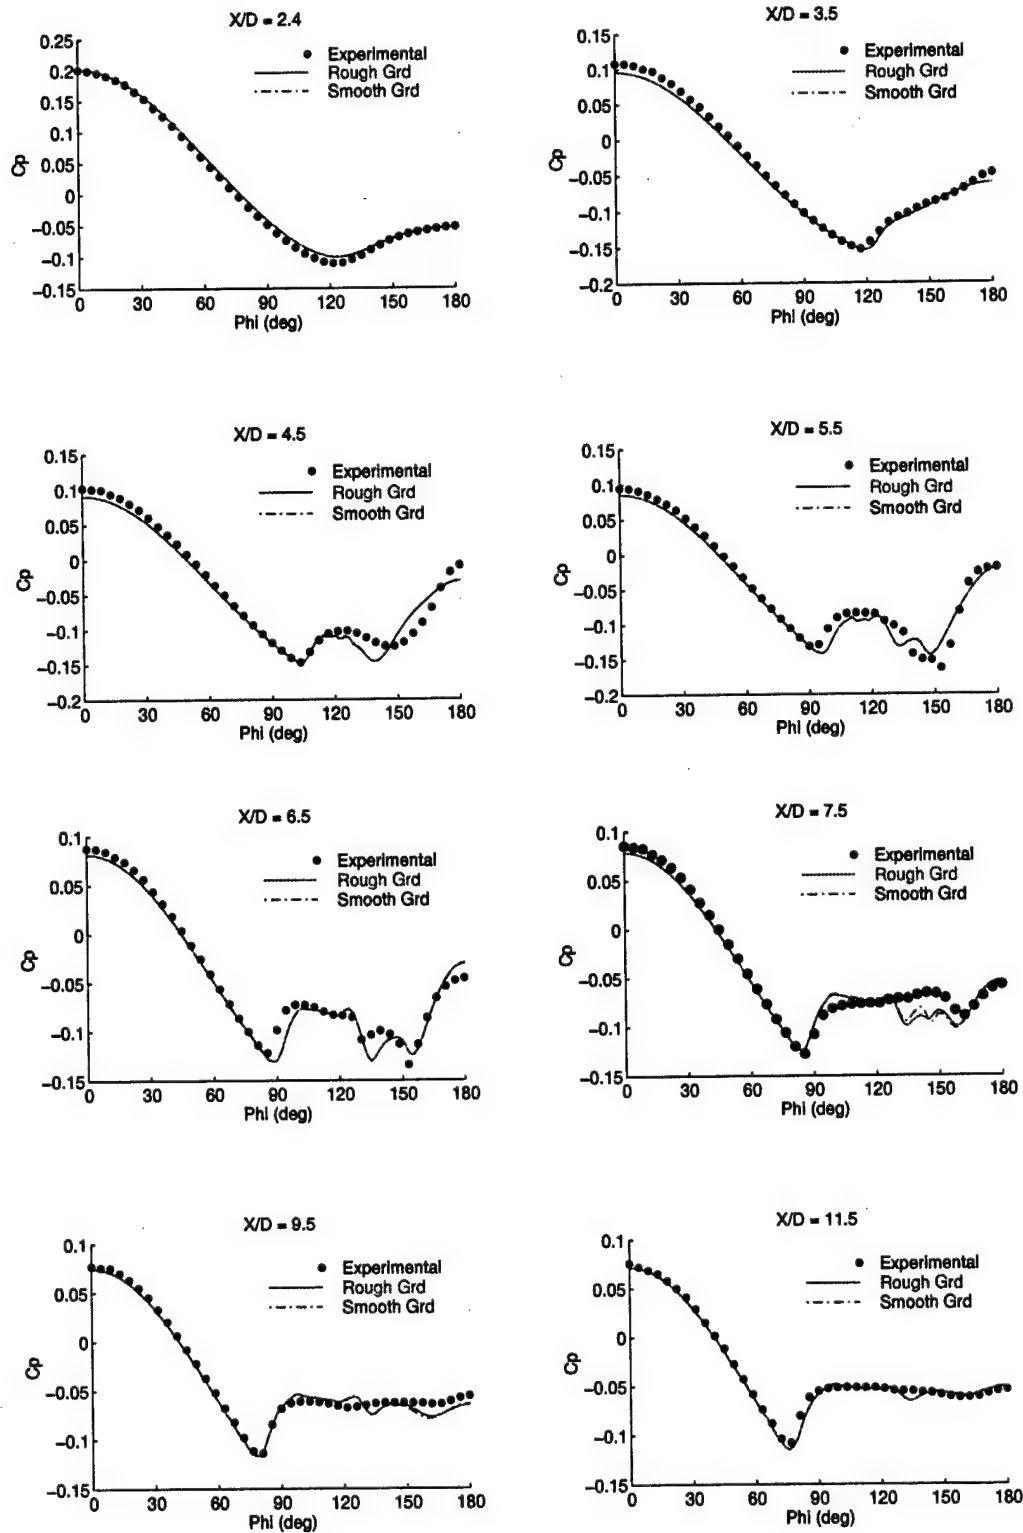 X/D = 2.4
0.25
0.2
0.15
0.1
0.05
0
−0.05
−0.1
−0.15
Cp
Experimental
Rough Grd
Smooth Grd
0 30 60 90 120 150 180
Phi (deg)
X/D = 3.5
0.15
0.1
0.05
0
−0.05
−0.1
−0.15
−0.2
Cp
Experimental
Rough Grd
Smooth Grd
0 30 60 90 120 150 180
Phi (deg)
X/D = 4.5
0.15
0.1
0.05
0
−0.05
−0.1
−0.15
−0.2
Cp
Experimental
Rough Grd
Smooth Grd
0 30 60 90 120 150 180
Phi (deg)
X/D = 5.5
0.15
0.1
0.05
0
−0.05
−0.1
−0.15
−0.2
Cp
Experimental
Rough Grd
Smooth Grd
0 30 60 90 120 150 180
Phi (deg)
X/D = 6.5
0.1
0.05
0
−0.05
−0.1
−0.15
Cp
Experimental
Rough Grd
Smooth Grd
0 30 60 90 120 150 180
Phi (deg)
X/D = 7.5
0.1
0.05
0
−0.05
−0.1
−0.15
Cp
Experimental
Rough Grd
Smooth Grd
0 30 60 90 120 150 180
Phi (deg)
X/D = 9.5
0.1
0.05
0
−0.05
−0.1
−0.15
Cp
Experimental
Rough Grd
Smooth Grd
0 30 60 90 120 150 180
Phi (deg)
X/D = 11.5
0.1
0.05
0
−0.05
−0.1
−0.15
Cp
Experimental
Rough Grd
Smooth Grd
0 30 60 90 120 150 180
Phi (deg)